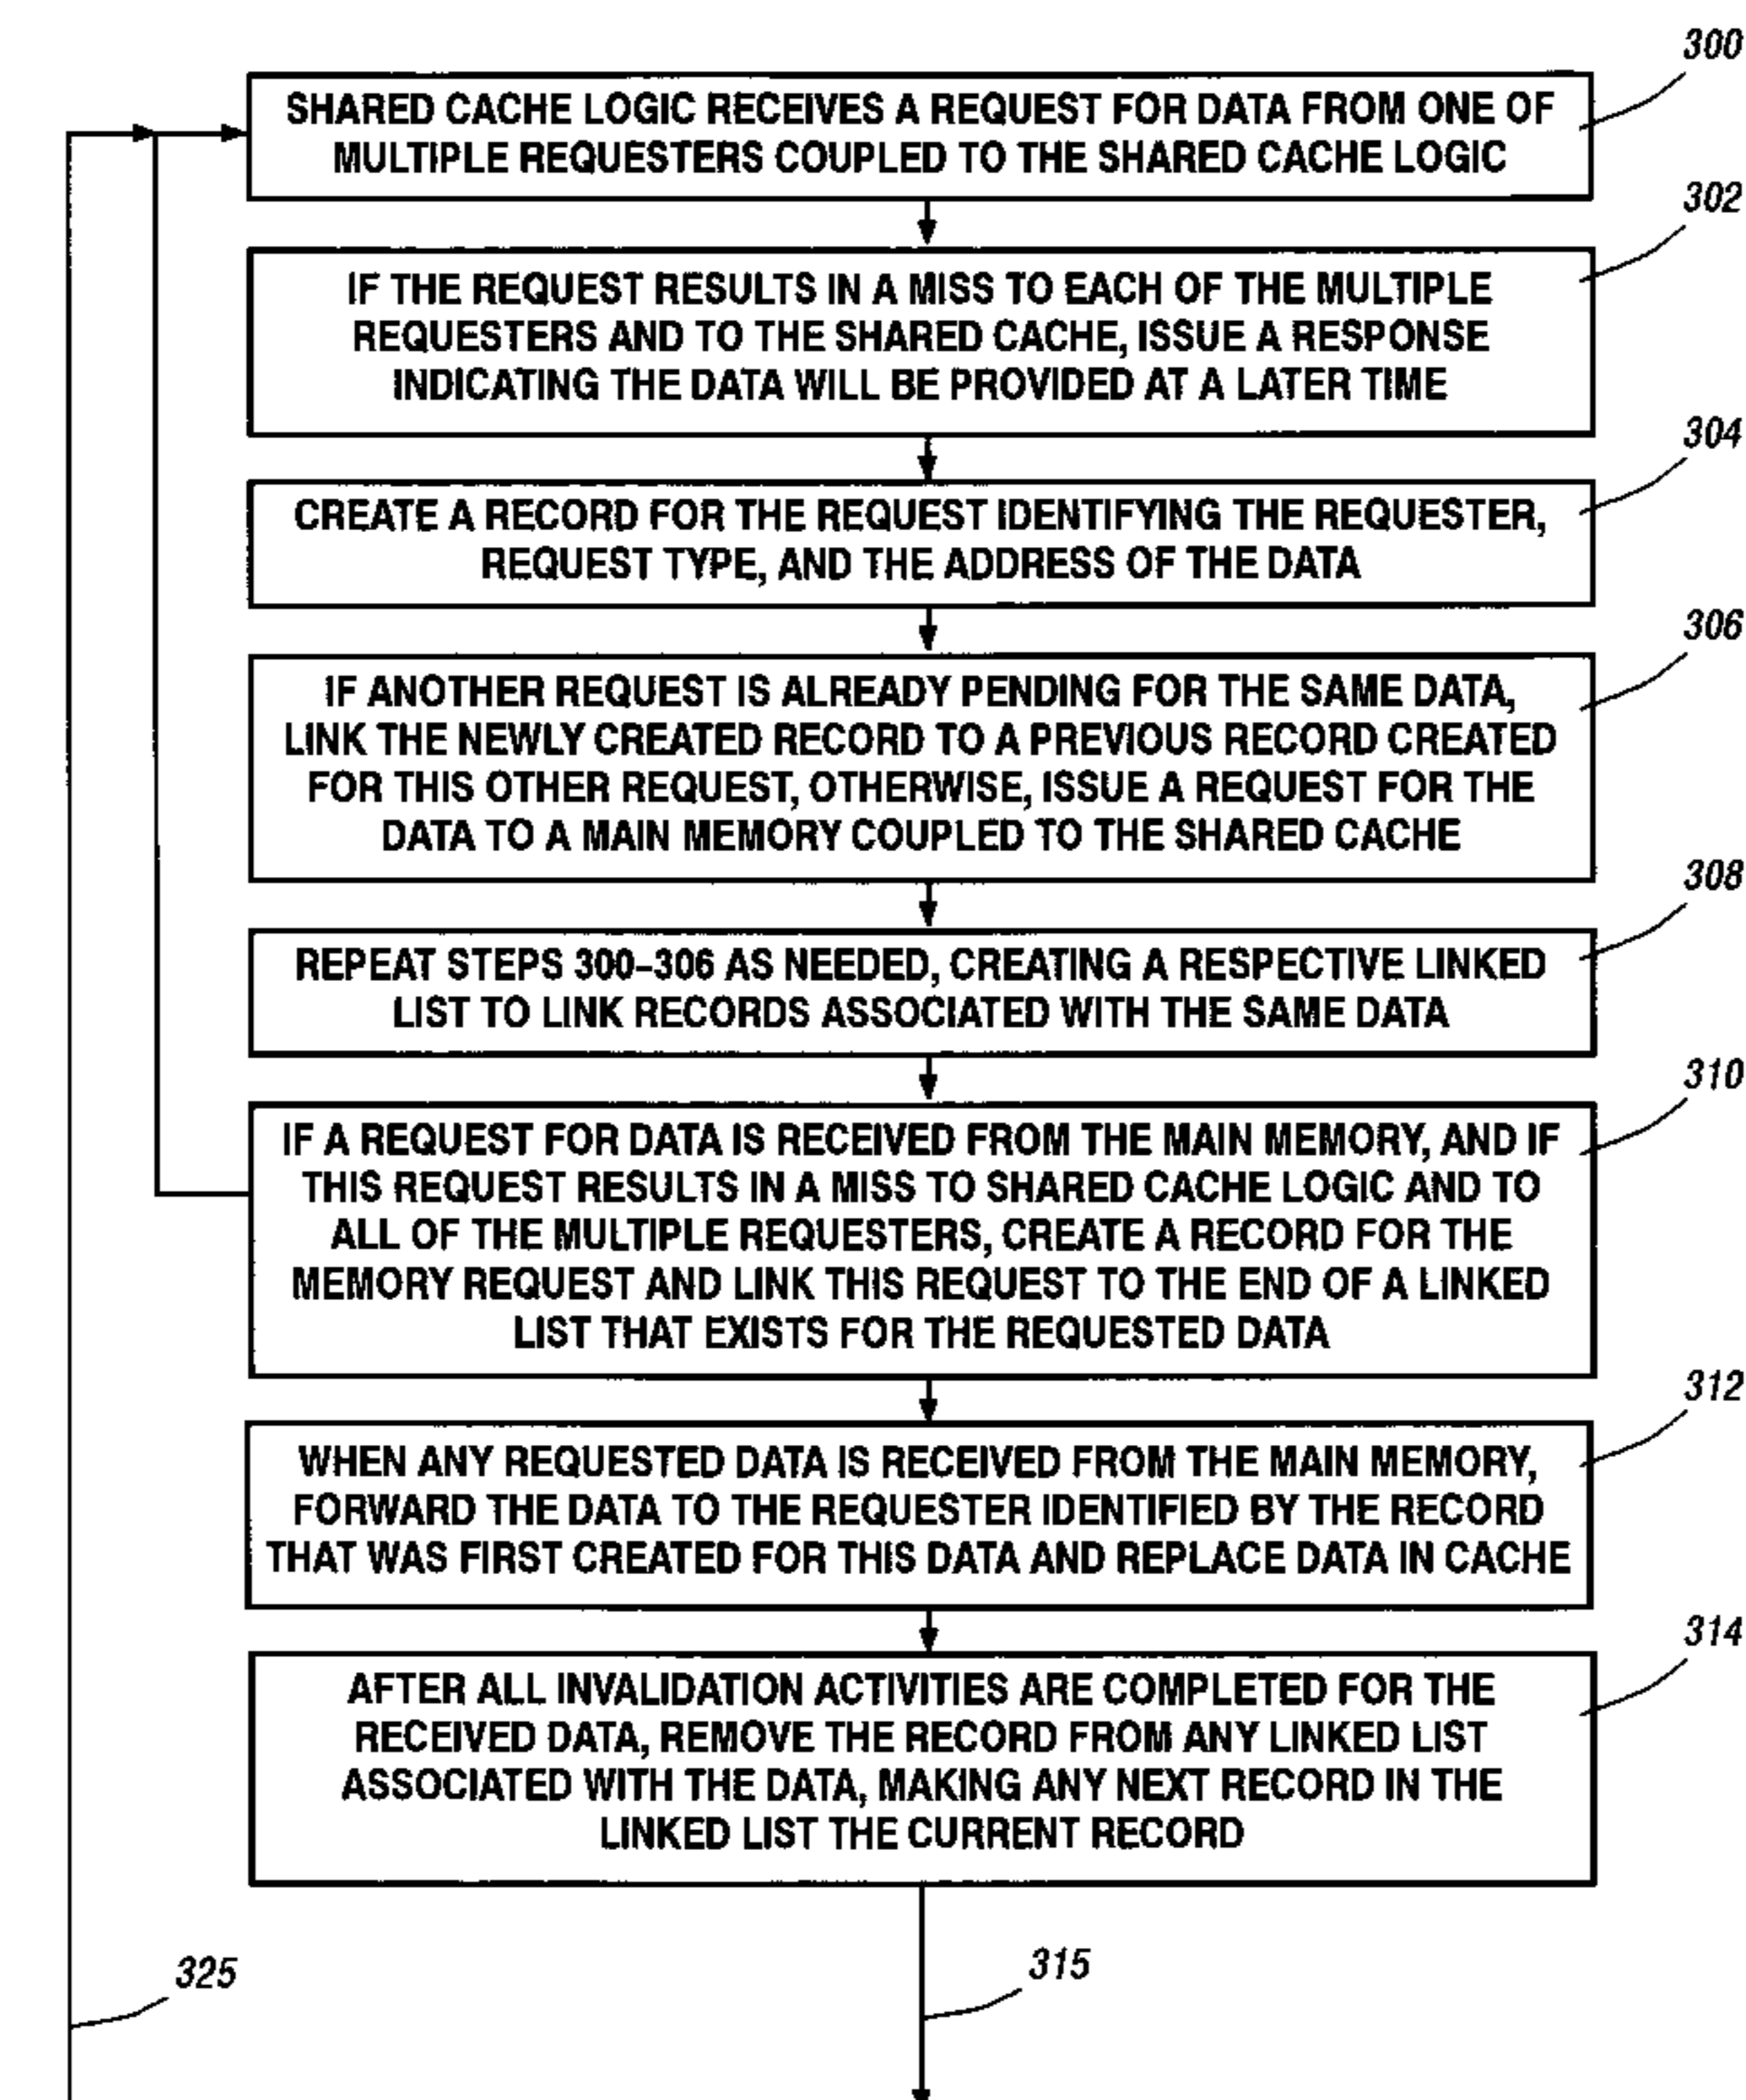 300
SHARED CACHE LOGIC RECEIVES A REQUEST FOR DATA FROM ONE OF
MULTIPLE REQUESTERS COUPLED TO THE SHARED CACHE LOGIC
302
IF THE REQUEST RESULTS IN A MISS TO EACH OF THE MULTIPLE
REQUESTERS AND TO THE SHARED CACHE, ISSUE A RESPONSE
INDICATING THE DATA WILL BE PROVIDED AT A LATER TIME
304
CREATE A RECORD FOR THE REQUEST IDENTIFYING THE REQUESTER,
REQUEST TYPE, AND THE ADDRESS OF THE DATA
306
IF ANOTHER REQUEST IS ALREADY PENDING FOR THE SAME DATA,
LINK THE NEWLY CREATED RECORD TO A PREVIOUS RECORD CREATED
FOR THIS OTHER REQUEST, OTHERWISE, ISSUE A REQUEST FOR THE
DATA TO A MAIN MEMORY COUPLED TO THE SHARED CACHE
308
REPEAT STEPS 300-306 AS NEEDED, CREATING A RESPECTIVE LINKED
LIST TO LINK RECORDS ASSOCIATED WITH THE SAME DATA
310
IF A REQUEST FOR DATA IS RECEIVED FROM THE MAIN MEMORY, AND IF
THIS REQUEST RESULTS IN A MISS TO SHARED CACHE LOGIC AND TO
ALL OF THE MULTIPLE REQUESTERS, CREATE A RECORD FOR THE
MEMORY REQUEST AND LINK THIS REQUEST TO THE END OF A LINKED
LIST THAT EXISTS FOR THE REQUESTED DATA
312
WHEN ANY REQUESTED DATA IS RECEIVED FROM THE MAIN MEMORY,
FORWARD THE DATA TO THE REQUESTER IDENTIFIED BY THE RECORD
THAT WAS FIRST CREATED FOR THIS DATA AND REPLACE DATA IN CACHE
314
AFTER ALL INVALIDATION ACTIVITIES ARE COMPLETED FOR THE
RECEIVED DATA, REMOVE THE RECORD FROM ANY LINKED LIST
ASSOCIATED WITH THE DATA, MAKING ANY NEXT RECORD IN THE
LINKED LIST THE CURRENT RECORD
325
315